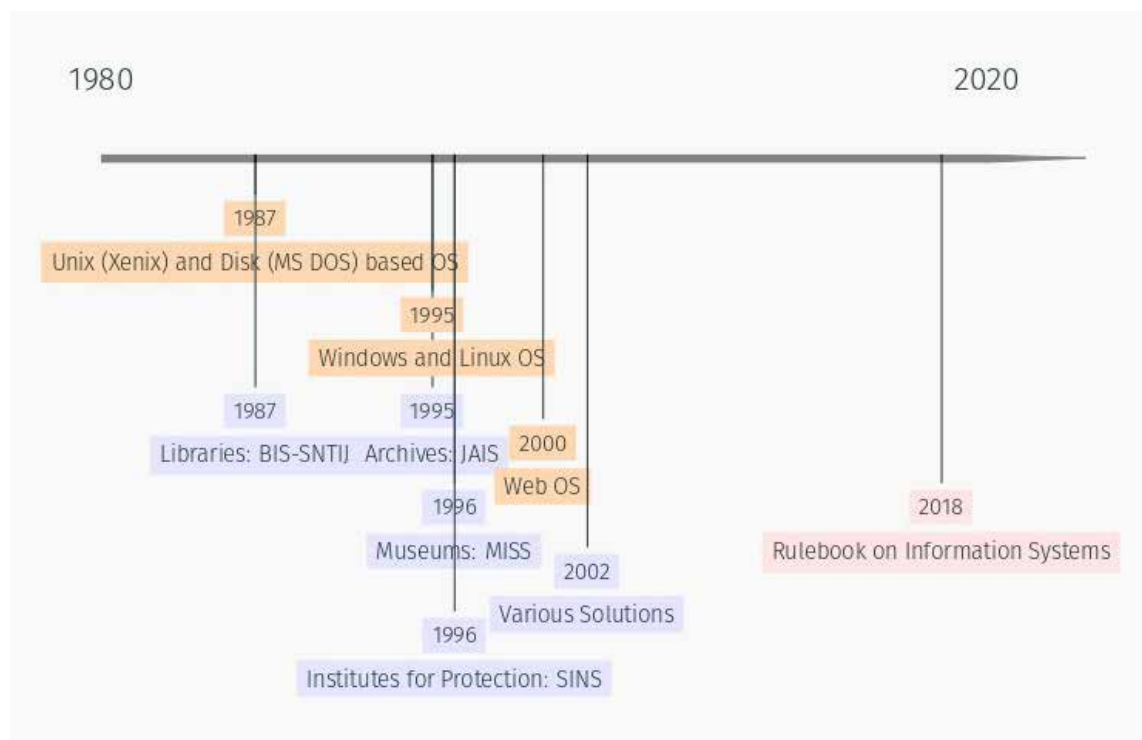 1980
2020
1987
Unix (Xenix) and Disk (MS DOS) based OS
1995
Windows and Linux OS
1987
1995
Libraries: BIS-SNTIJ
Archives: JAIS
2000
Web OS
1996
Museums: MISS
2018
Rulebook on Information Systems
2002
Various Solutions
1996
Institutes for Protection: SINS